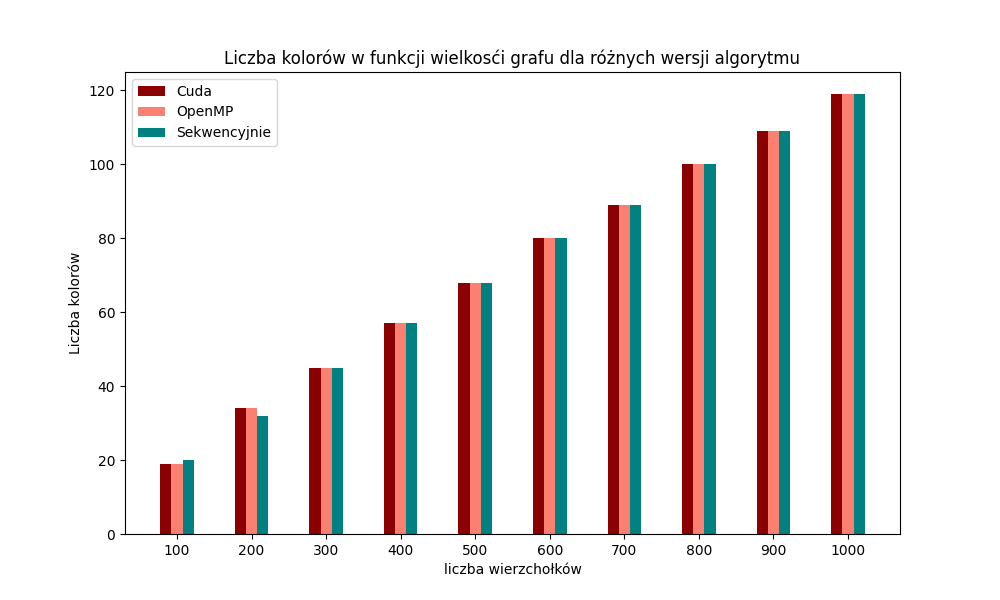 Liczba kolorów w funkcji wielkosći grafu dla różnych wersji algorytmu
Cuda
OpenMP
Sekwencyjnie
Liczba kolorów
120
100
80
60
40
20
0
100 200 300 400 500 600 700 800 900 1000
liczba wierzchołków